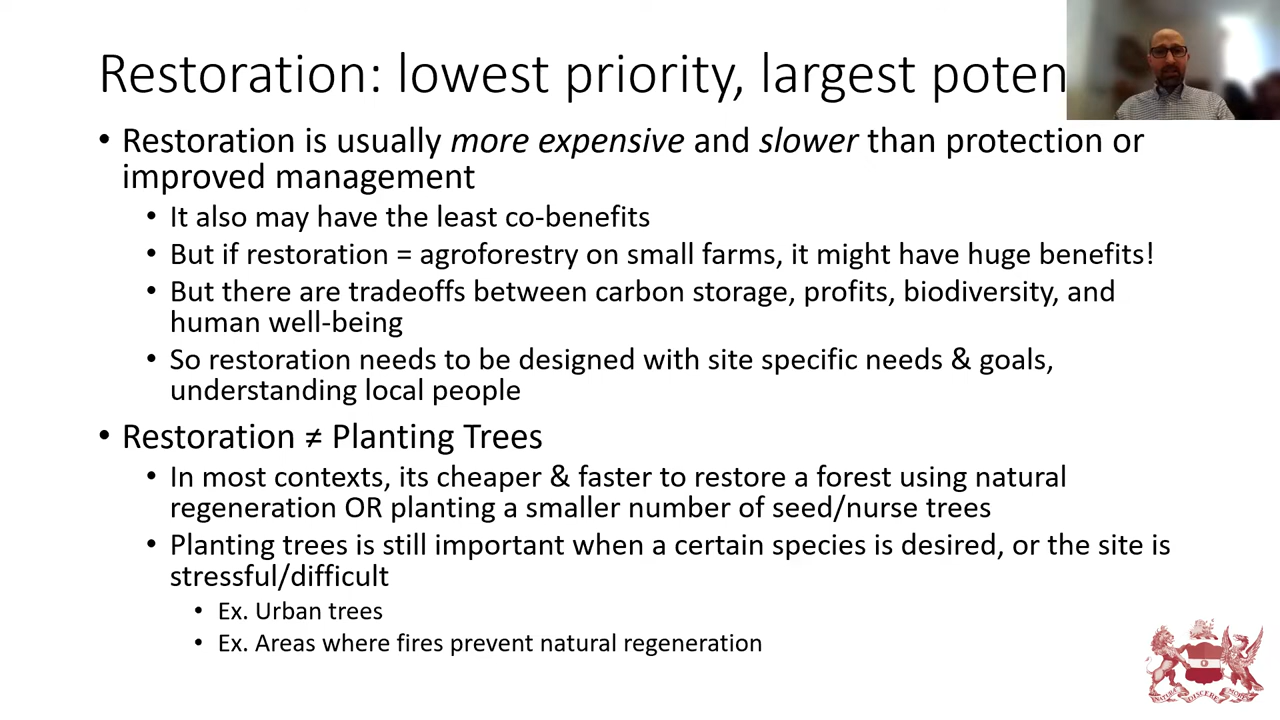 Restoration: lowest priority, largest poten
• Restoration is usually more expensive and slower than protection or
improved management
• It also may have the least co-benefits
• But if restoration = agroforestry on small farms, it might have huge benefits!
• But there are tradeoffs between carbon storage, profits, biodiversity, and
human well-being
• So restoration needs to be designed with site specific needs & goals,
understanding local people
• Restoration ≠ Planting Trees
• In most contexts, its cheaper & faster to restore a forest using natural
regeneration OR planting a smaller number of seed/nurse trees
• Planting trees is still important when a certain species is desired, or the site is
stressful/difficult
• Ex. Urban trees
• Ex. Areas where fires prevent natural regeneration
NATURA DISCERE MORES